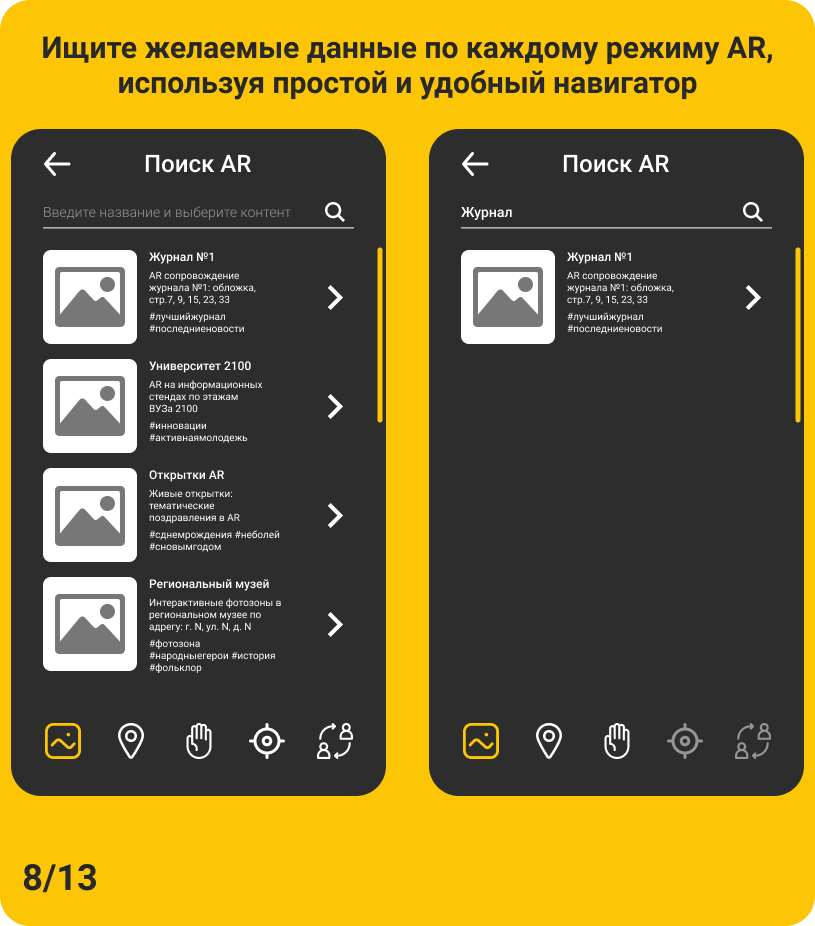 Ищите желаемые данные по каждому режиму AR,
используя простой и удобный навигатор
Поиск AR
Введите название и выберите контент
Журнал №1
AR сопровождение
журнала №1: обложка,
стр.7, 9, 15, 23, 33
#лучшийжурнал
#последниеновости
Университет 2100
AR на информационных
стендах по этажам
ВУЗа 2100
#инновации
#активнаямолодежь
Открытки AR
Живые открытки:
тематические
поздравления в AR
#сднемрождения #неболей
#сновымгодом
Региональный музей
Интерактивные фотозоны в
региональном музее по
адрегу: г. N, ул. N, д. N
#фотозона
#народныегерои #история
#фольклор
Поиск AR
Журнал
Журнал №1
AR сопровождение
журнала №1: обложка,
стр.7, 9, 15, 23, 33
#лучшийжурнал
#последниеновости
8/13